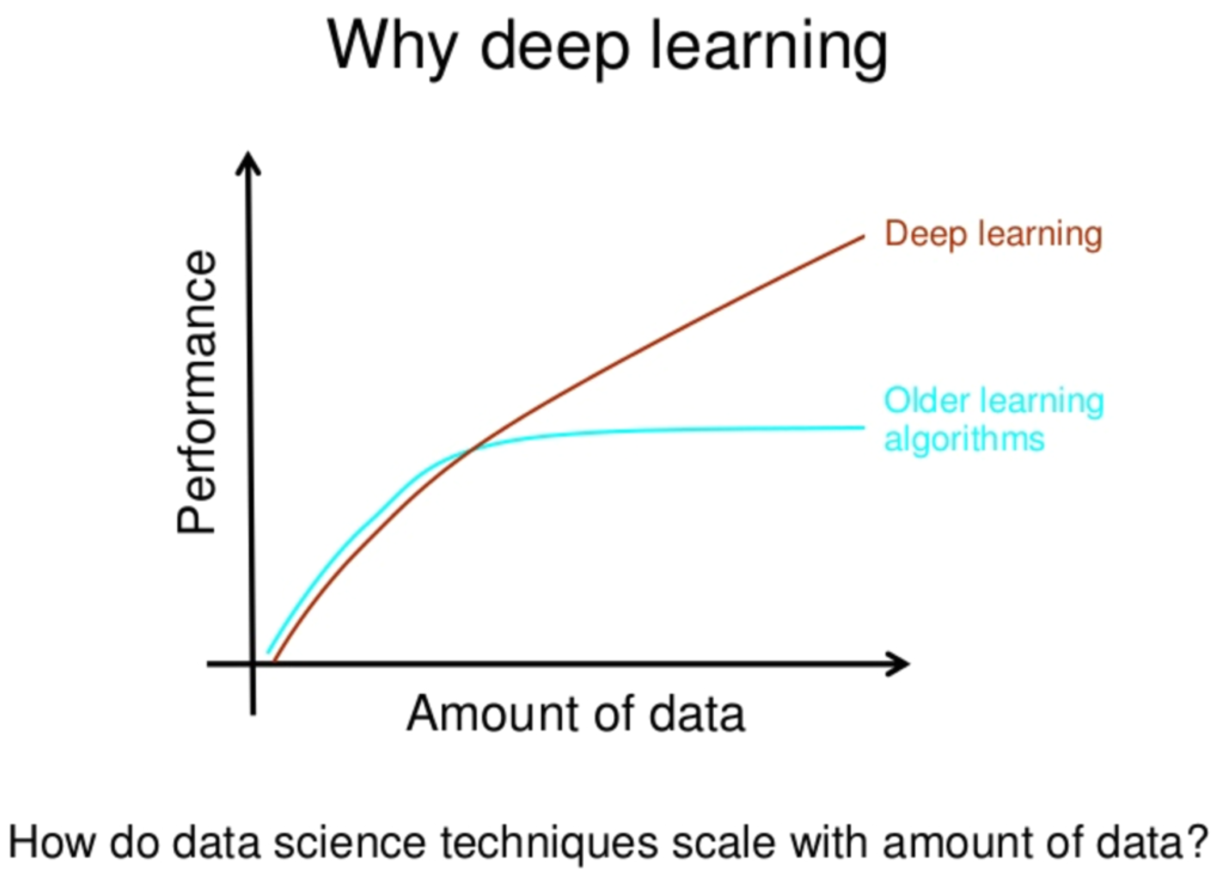 Why deep learning
Performance
Deep learning
Older learning
algorithms
Amount of data
How do data science techniques scale with amount of data?